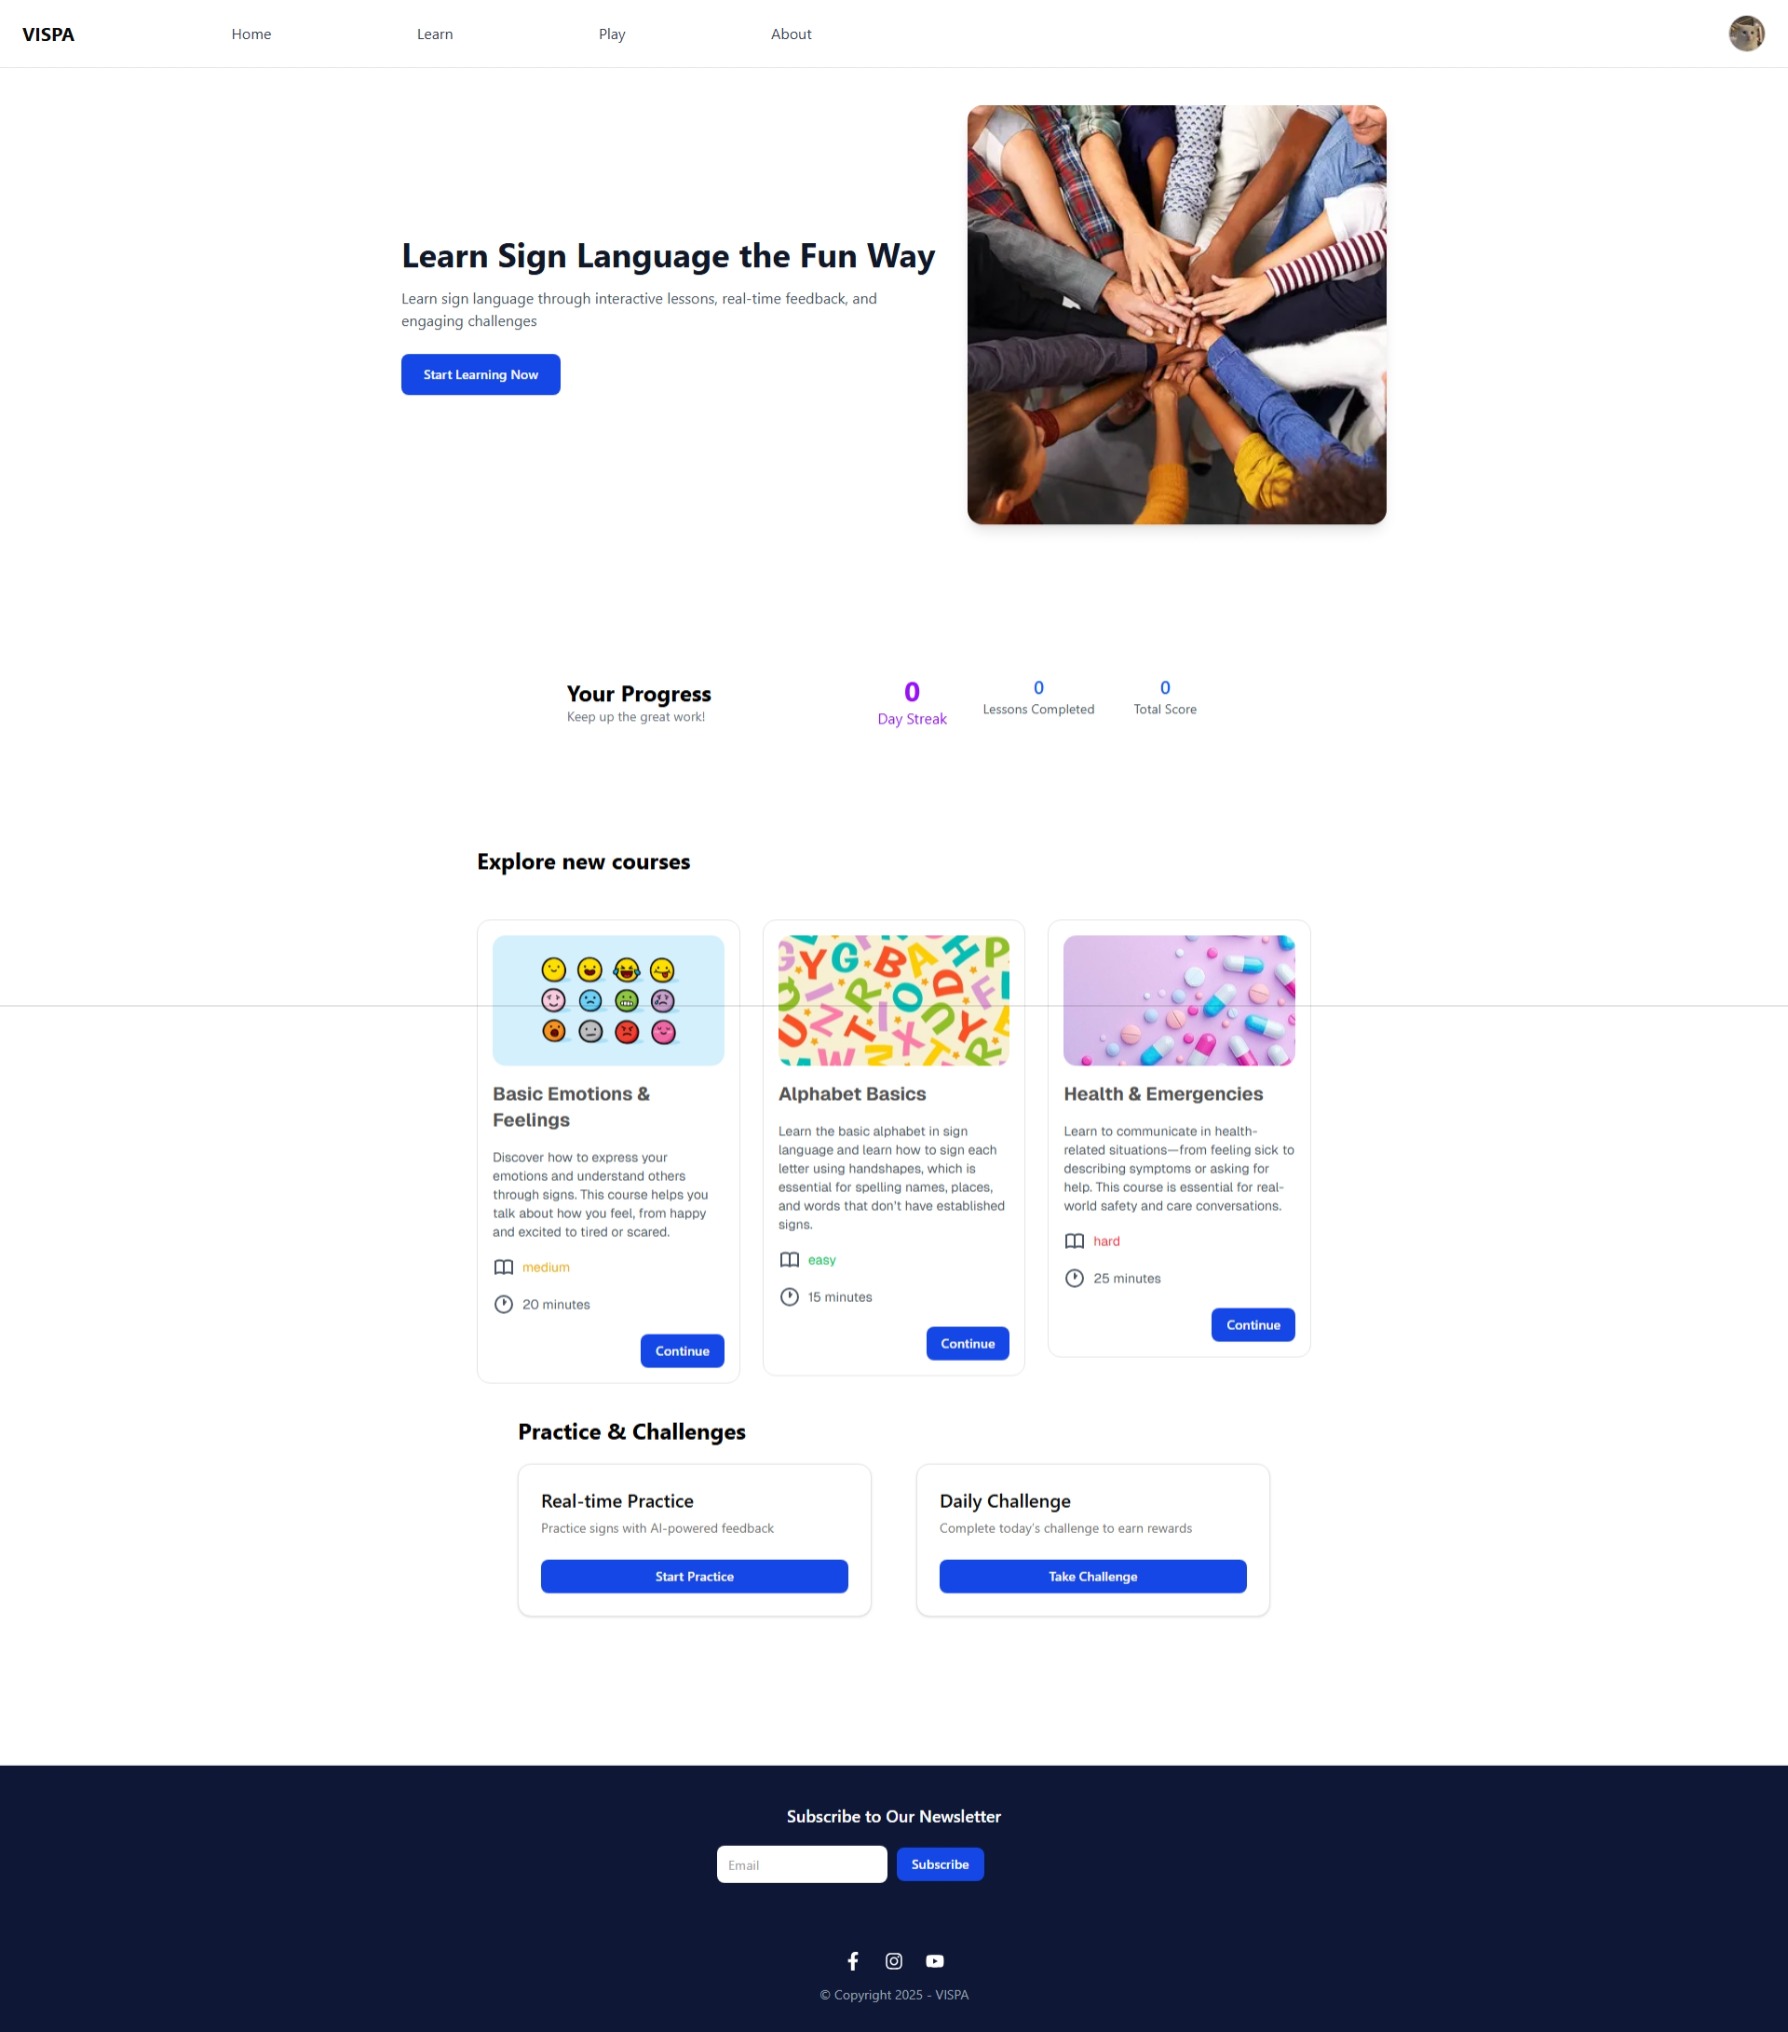 VISPA
Home
Learn
Play
About
Learn Sign Language the Fun Way
Learn sign language through interactive lessons, real-time feedback, and
engaging challenges
Start Learning Now
Your Progress
Keep up the great work!
0
Day Streak
0
Lessons Completed
0
Total Score
Explore new courses
Basic Emotions &
Feelings
Discover how to express your
emotions and understand others
through signs. This course helps you
talk about how you feel, from happy
and excited to tired or scared.
medium
20 minutes
Continue
Alphabet Basics
Learn the basic alphabet in sign
language and learn how to sign each
letter using handshapes, which is
essential for spelling names, places,
and words that don't have established
signs.
easy
15 minutes
Continue
Health & Emergencies
Learn to communicate in health-
related situations—from feeling sick to
describing symptoms or asking for
help. This course is essential for real-
world safety and care conversations.
hard
25 minutes
Continue
Practice & Challenges
Real-time Practice
Practice signs with AI-powered feedback
Start Practice
Daily Challenge
Complete today's challenge to earn rewards
Take Challenge
Subscribe to Our Newsletter
Email
Subscribe
© Copyright 2025 - VISPA